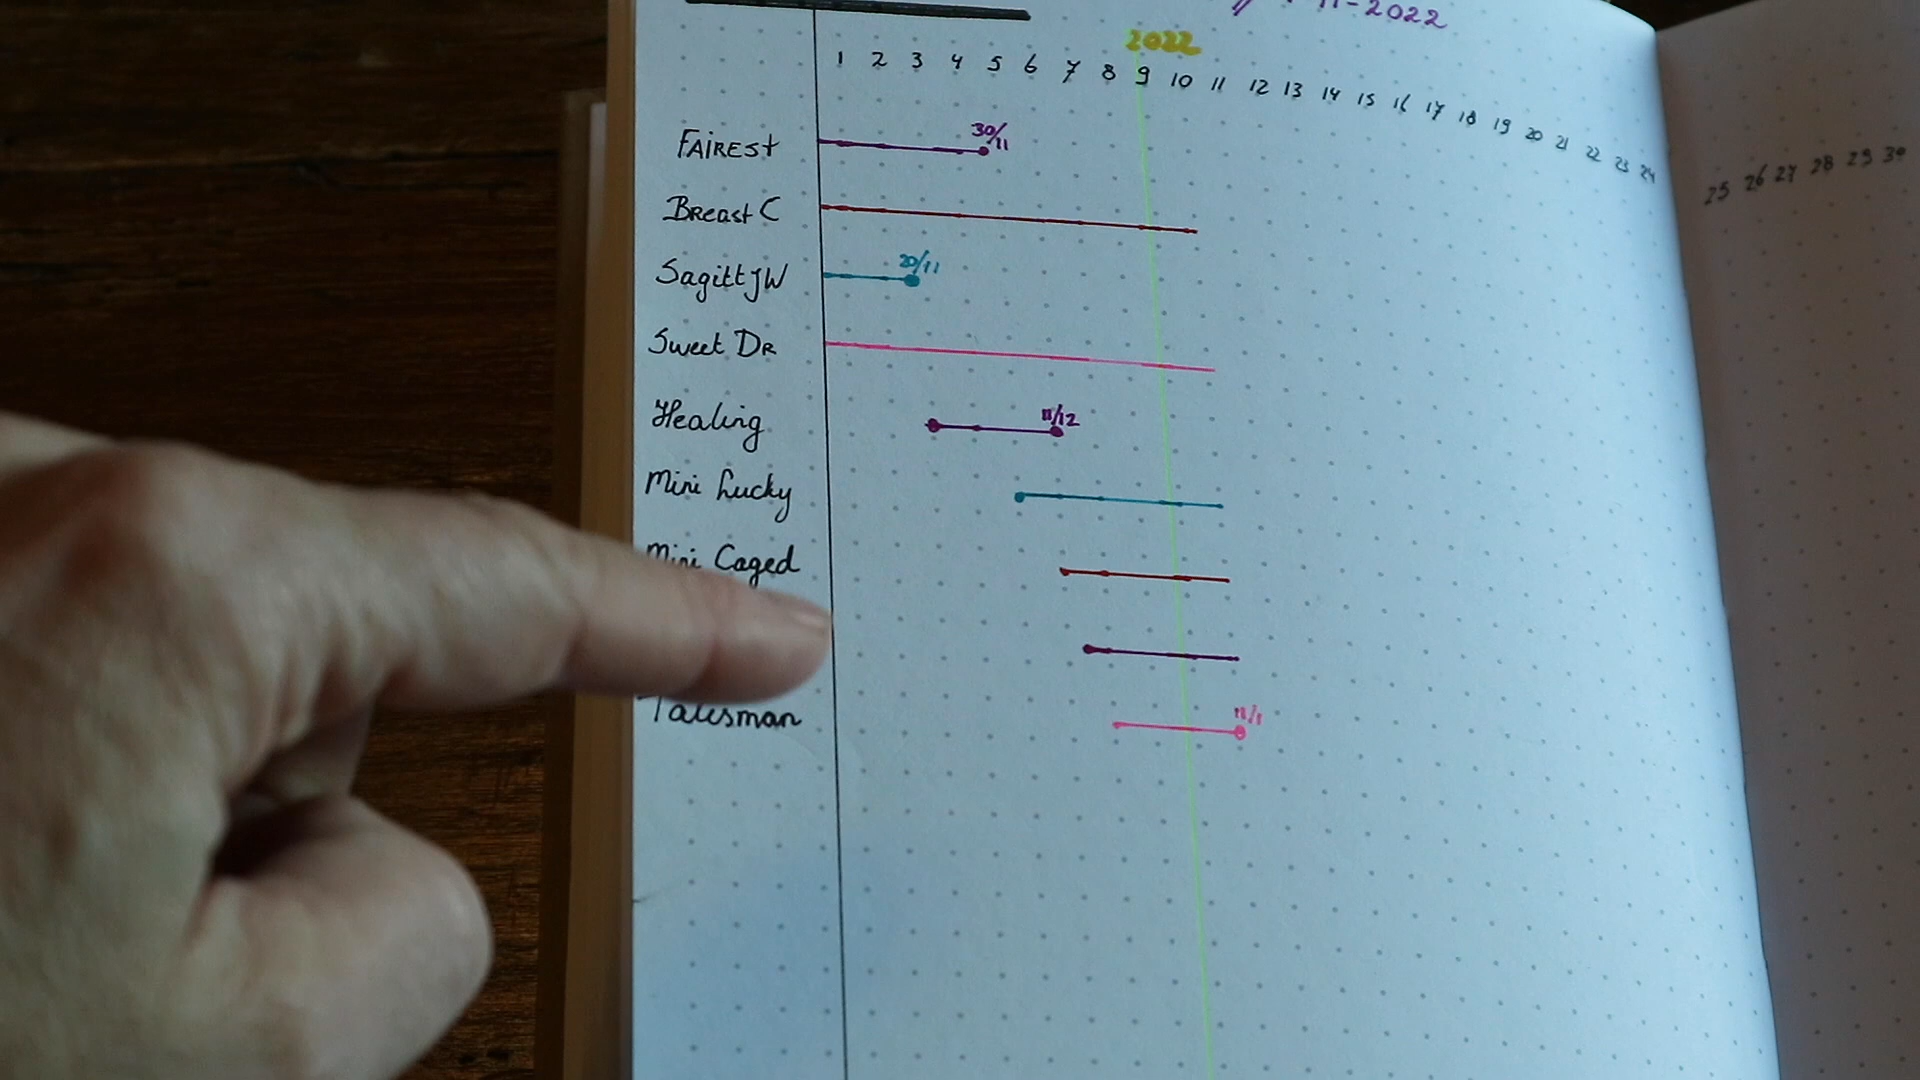 11-2022
2022
1 2 3 4 5 6 7 8 9 10 11 12 13 14 15 16 17 18 19 20 21 22 23 24 25 26 27 28 29 30
FAIRESt 30/11
Breast C
Sagitt JW 20/11
Sweet DR
Healing 11/12
Mini Lucky
Mini Caged
Talisman